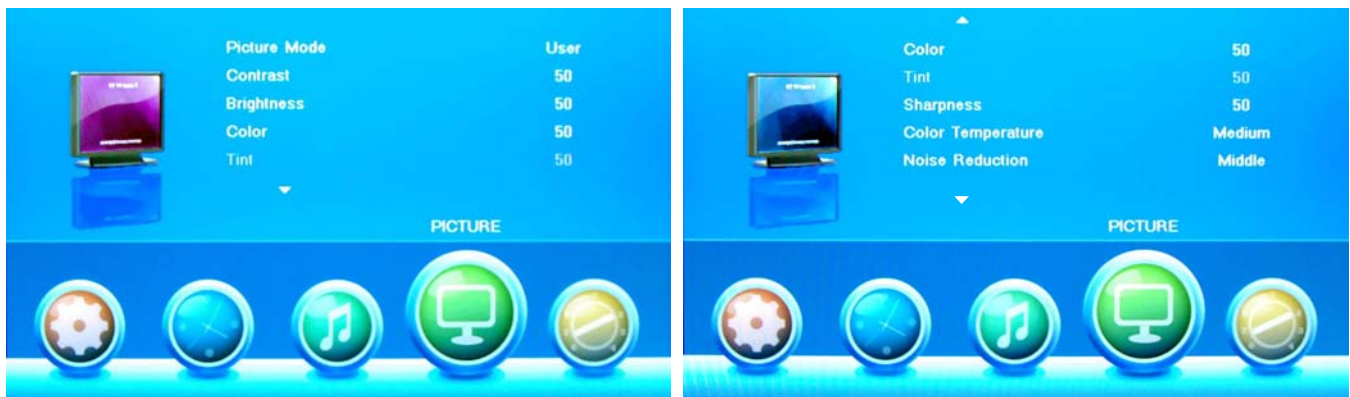 Picture Mode User
Contrast 50
Brightness 50
Color 50
Tint 50
PICTURE
Color 50
Tint 50
Sharpness 50
Color Temperature Medium
Noise Reduction Middle
PICTURE